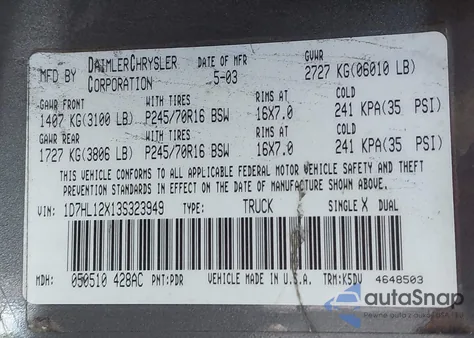 MFD BY DAIMLERCHRYSLER CORPORATION DATE OF MFR 5-03 GVWR 2727 KG(06010 LB)
GAWR FRONT WITH TIRES RIMS AT COLD
1407 KG(3100 LB) P245/70R16 BSW 16X7.0 241 KPA(35 PSI)
GAWR REAR WITH TIRES RIMS AT COLD
1727 KG(3806 LB) P245/70R16 BSW 16X7.0 241 KPA(35 PSI)
THIS VEHICLE CONFORMS TO ALL APPLICABLE FEDERAL MOTOR VEHICLE SAFETY AND THEFT
PREVENTION STANDARDS IN EFFECT ON THE DATE OF MANUFACTURE SHOWN ABOVE.
VIN: 1D7HL12X13S323949 TYPE: TRUCK SINGLE X DUAL
MDH: 050510 428AC PNT:PDR VEHICLE MADE IN U.S.A. TRM:K5DV 4648503
autoSnap
Pewne auta z